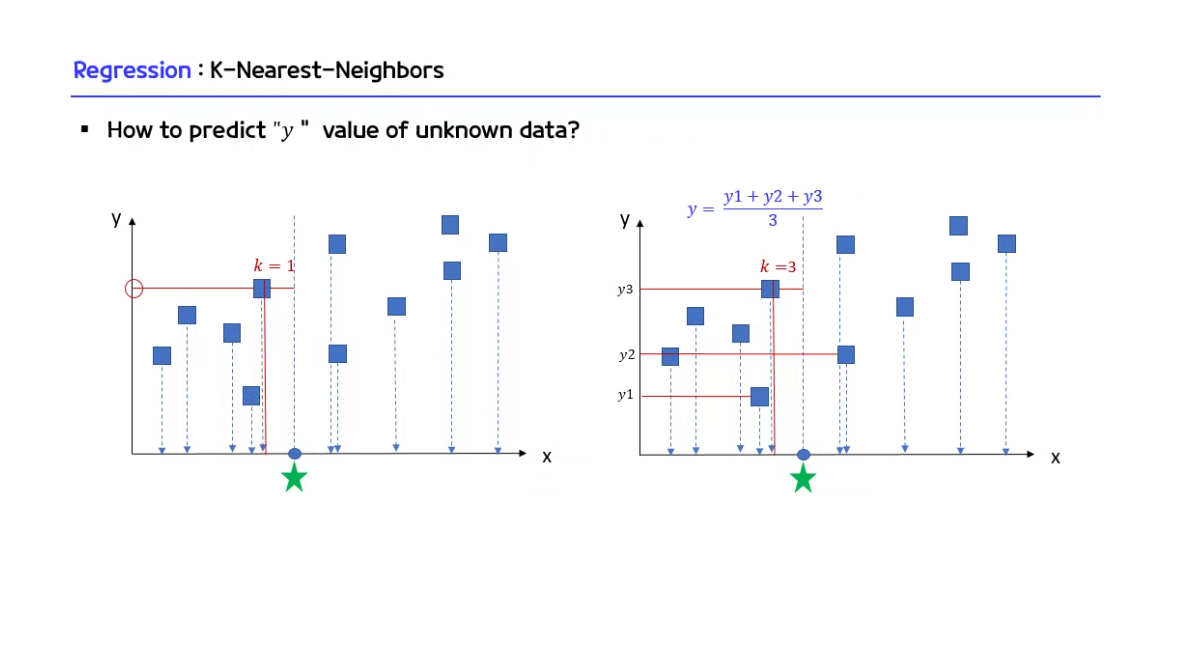 Regression : K-Nearest-Neighbors
▪ How to predict "y " value of unknown data?
y
k = 1
x
y = (y1 + y2 + y3) / 3
y
k =3
y3
y2
y1
x